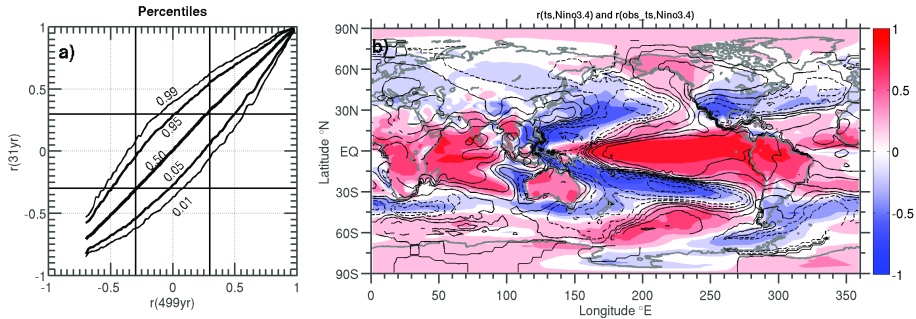 Percentiles
a)
1
0.5
0
-0.5
-1
r(31yr)
0.99
0.95
0.50
0.05
0.01
-1 -0.5 0 0.5 1
r(499yr)
r(ts,Nino3.4) and r(obs_ts,Nino3.4)
b)
90N
60N
30N
EQ
30S
60S
90S
Latitude °N
0 50 100 150 200 250 300 350
Longitude °E
1
0.5
0
-0.5
-1